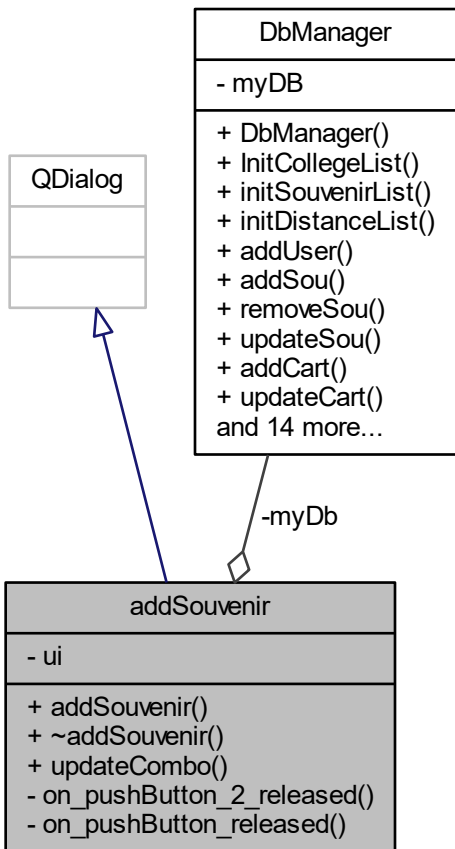 DbManager
- myDB
+ DbManager()
+ InitCollegeList()
+ initSouvenirList()
+ initDistanceList()
+ addUser()
+ addSou()
+ removeSou()
+ updateSou()
+ addCart()
+ updateCart()
and 14 more...
QDialog
-myDb
addSouvenir
- ui
+ addSouvenir()
+ ~addSouvenir()
+ updateCombo()
- on_pushButton_2_released()
- on_pushButton_released()